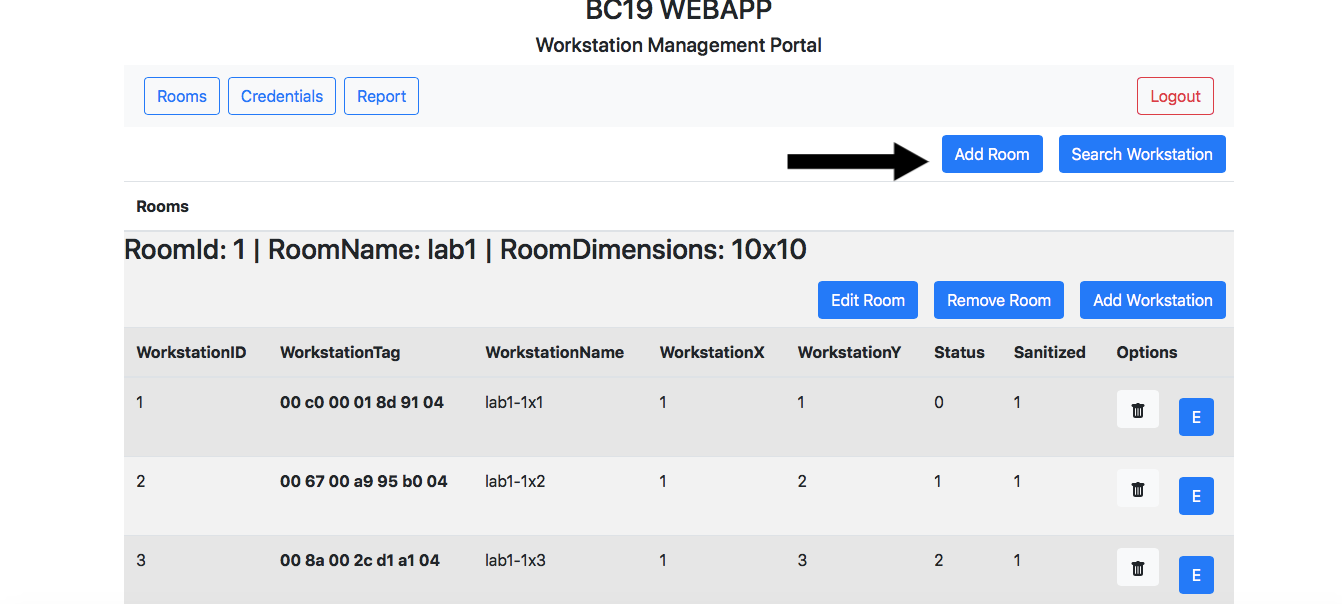 BC19 WEBAPP
Workstation Management Portal
Rooms Credentials Report Logout
Add Room Search Workstation
Rooms
RoomId: 1 | RoomName: lab1 | RoomDimensions: 10x10
Edit Room Remove Room Add Workstation
WorkstationID WorkstationTag WorkstationName WorkstationX WorkstationY Status Sanitized Options
1 00 c0 00 01 8d 91 04 lab1-1x1 1 1 0 1 E
2 00 67 00 a9 95 b0 04 lab1-1x2 1 2 1 1 E
3 00 8a 00 2c d1 a1 04 lab1-1x3 1 3 2 1 E